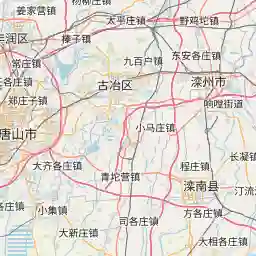 姜家营镇
杨柳庄镇
太平庄镇
野鸡坨镇
丰润区
榛子镇
九百户镇
东安各庄镇
常庄镇
古冶区
滦州市
郑庄子镇
响嘡街道
唐山市
小马庄镇
大齐各庄镇
程庄镇
长凝镇
青坨营镇
滦南县
汀流
各庄镇
小集镇
司各庄镇
方各庄镇
大新庄镇
大相各庄镇